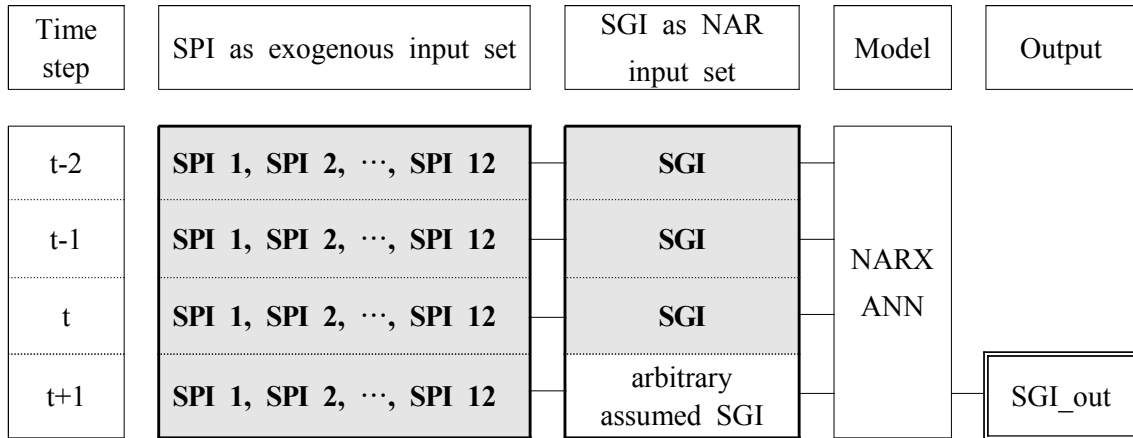 Time
step
SPI as exogenous input set
SGI as NAR
input set
Model
Output
t-2
SPI 1, SPI 2, ···, SPI 12
SGI
t-1
SPI 1, SPI 2, ···, SPI 12
SGI
t
SPI 1, SPI 2, ···, SPI 12
SGI
t+1
SPI 1, SPI 2, ···, SPI 12
arbitrary
assumed SGI
NARX
ANN
SGI_out